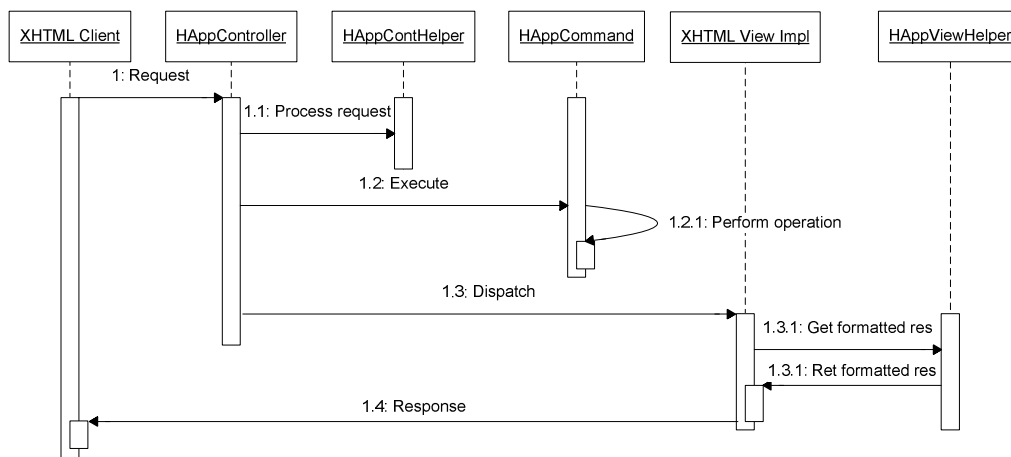 XHTML Client
HAppController
HAppContHelper
HAppCommand
XHTML View Impl
HAppViewHelper
1: Request
1.1: Process request
1.2: Execute
1.2.1: Perform operation
1.3: Dispatch
1.3.1: Get formatted res
1.3.1: Ret formatted res
1.4: Response